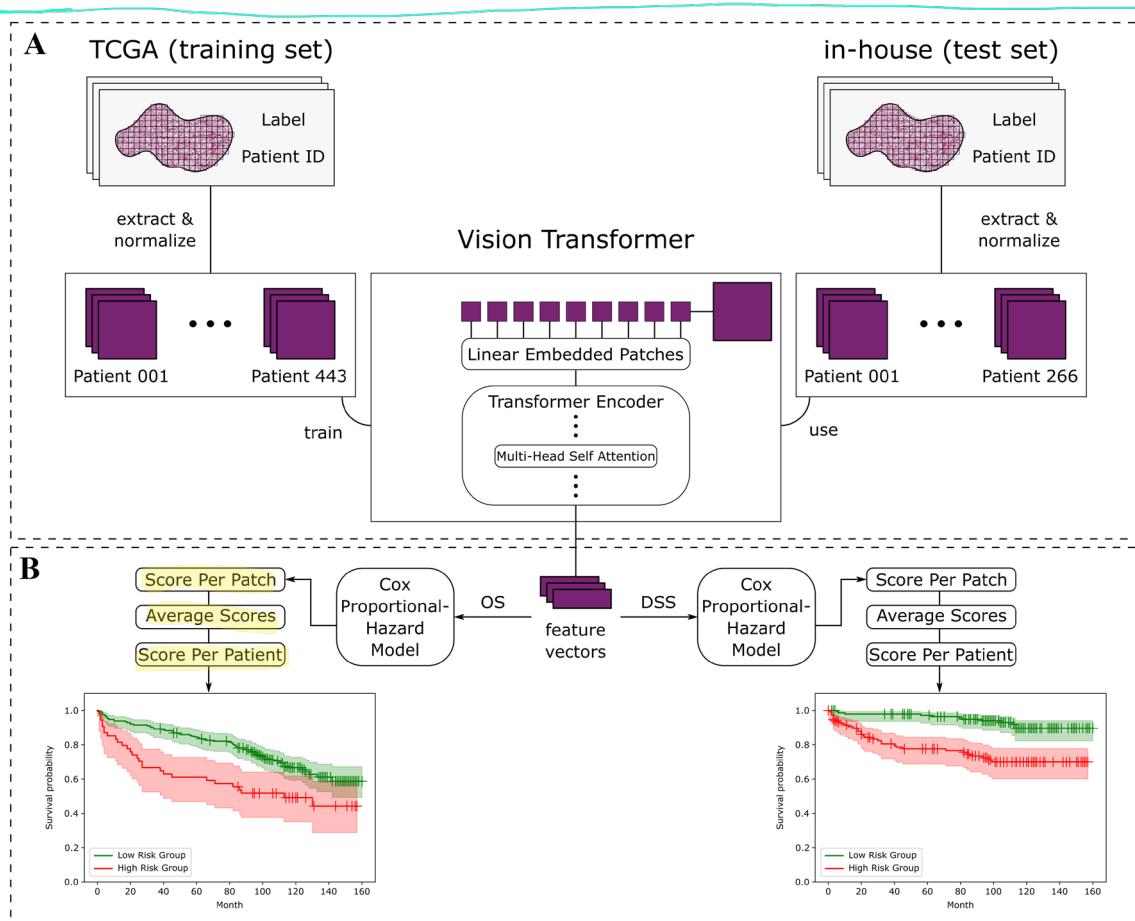 A
TCGA (training set)
in-house (test set)
Label
Patient ID
Label
Patient ID
extract &
normalize
extract &
normalize
Vision Transformer
Patient 001
Patient 443
Linear Embedded Patches
Transformer Encoder
Multi-Head Self Attention
Patient 001
Patient 266
train
use
B
Score Per Patch
Average Scores
Score Per Patient
Cox
Proportional-
Hazard
Model
OS
feature
vectors
DSS
Cox
Proportional-
Hazard
Model
Score Per Patch
Average Scores
Score Per Patient
Survival probability
1.0
0.8
0.6
0.4
0.2
0.0
Low Risk Group
High Risk Group
0 20 40 60 80 100 120 140 160
Month
Survival probability
1.0
0.8
0.6
0.4
0.2
0.0
Low Risk Group
High Risk Group
0 20 40 60 80 100 120 140 160
Month